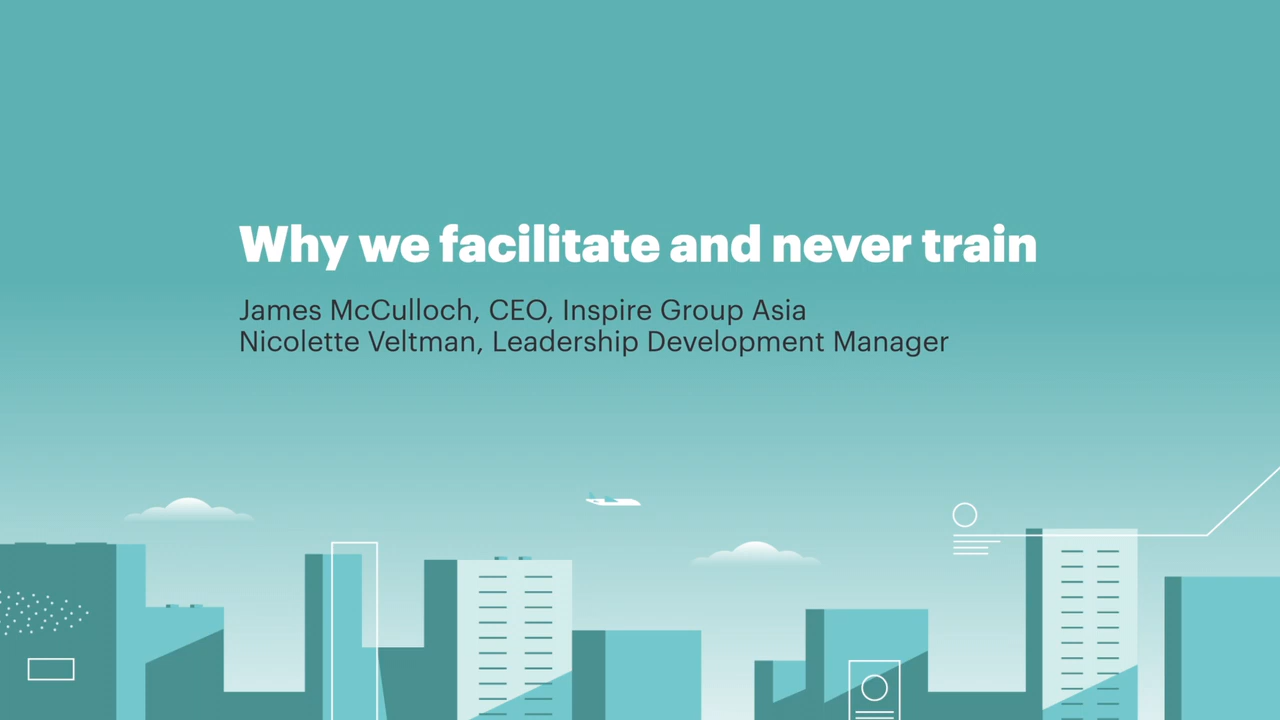 Why we facilitate and never train
James McCulloch, CEO, Inspire Group Asia
Nicolette Veltman, Leadership Development Manager